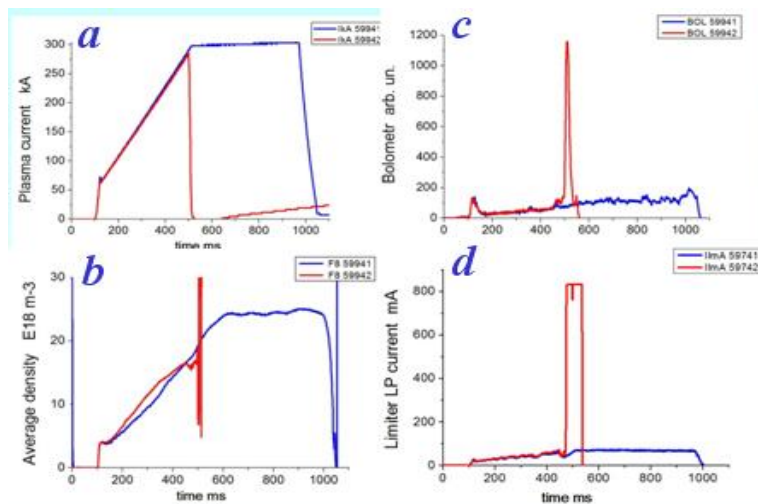 a
IkA 59941
IkA 59942
Plasma current kA
300
250
200
150
100
50
0
0 200 400 600 800 1000
time ms
b
F8 59941
F8 59942
Average density E18 m-3
30
20
10
0
0 200 400 600 800 1000
time ms
c
BOL 59941
BOL 59942
Bolometr arb. un.
1200
1000
800
600
400
200
0
0 200 400 600 800 1000
time ms
d
IlmA 59741
IlmA 59742
Limiter LP current mA
800
600
400
200
0
0 200 400 600 800 1000
time ms